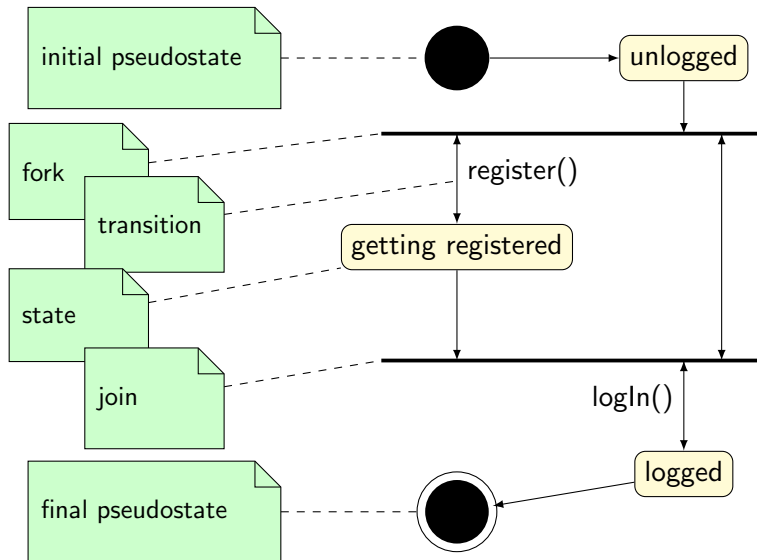 initial pseudostate
unlogged
fork
register()
transition
getting registered
state
join
logIn()
logged
final pseudostate